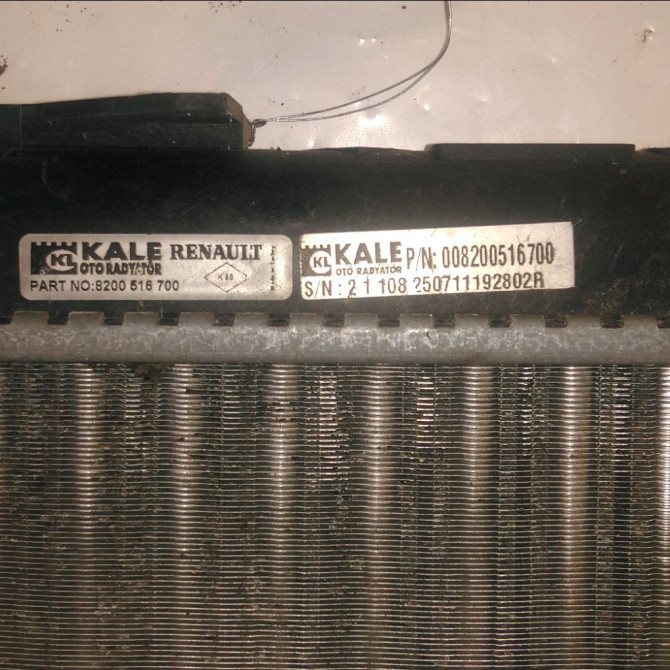 KL KALE RENAULT
OTO RADYATÖR
K 88
PART NO:8200 516 700
KL KALE P/N: 008200516700
OTO RADYATÖR
S/N : 2 1 108 250711192802R